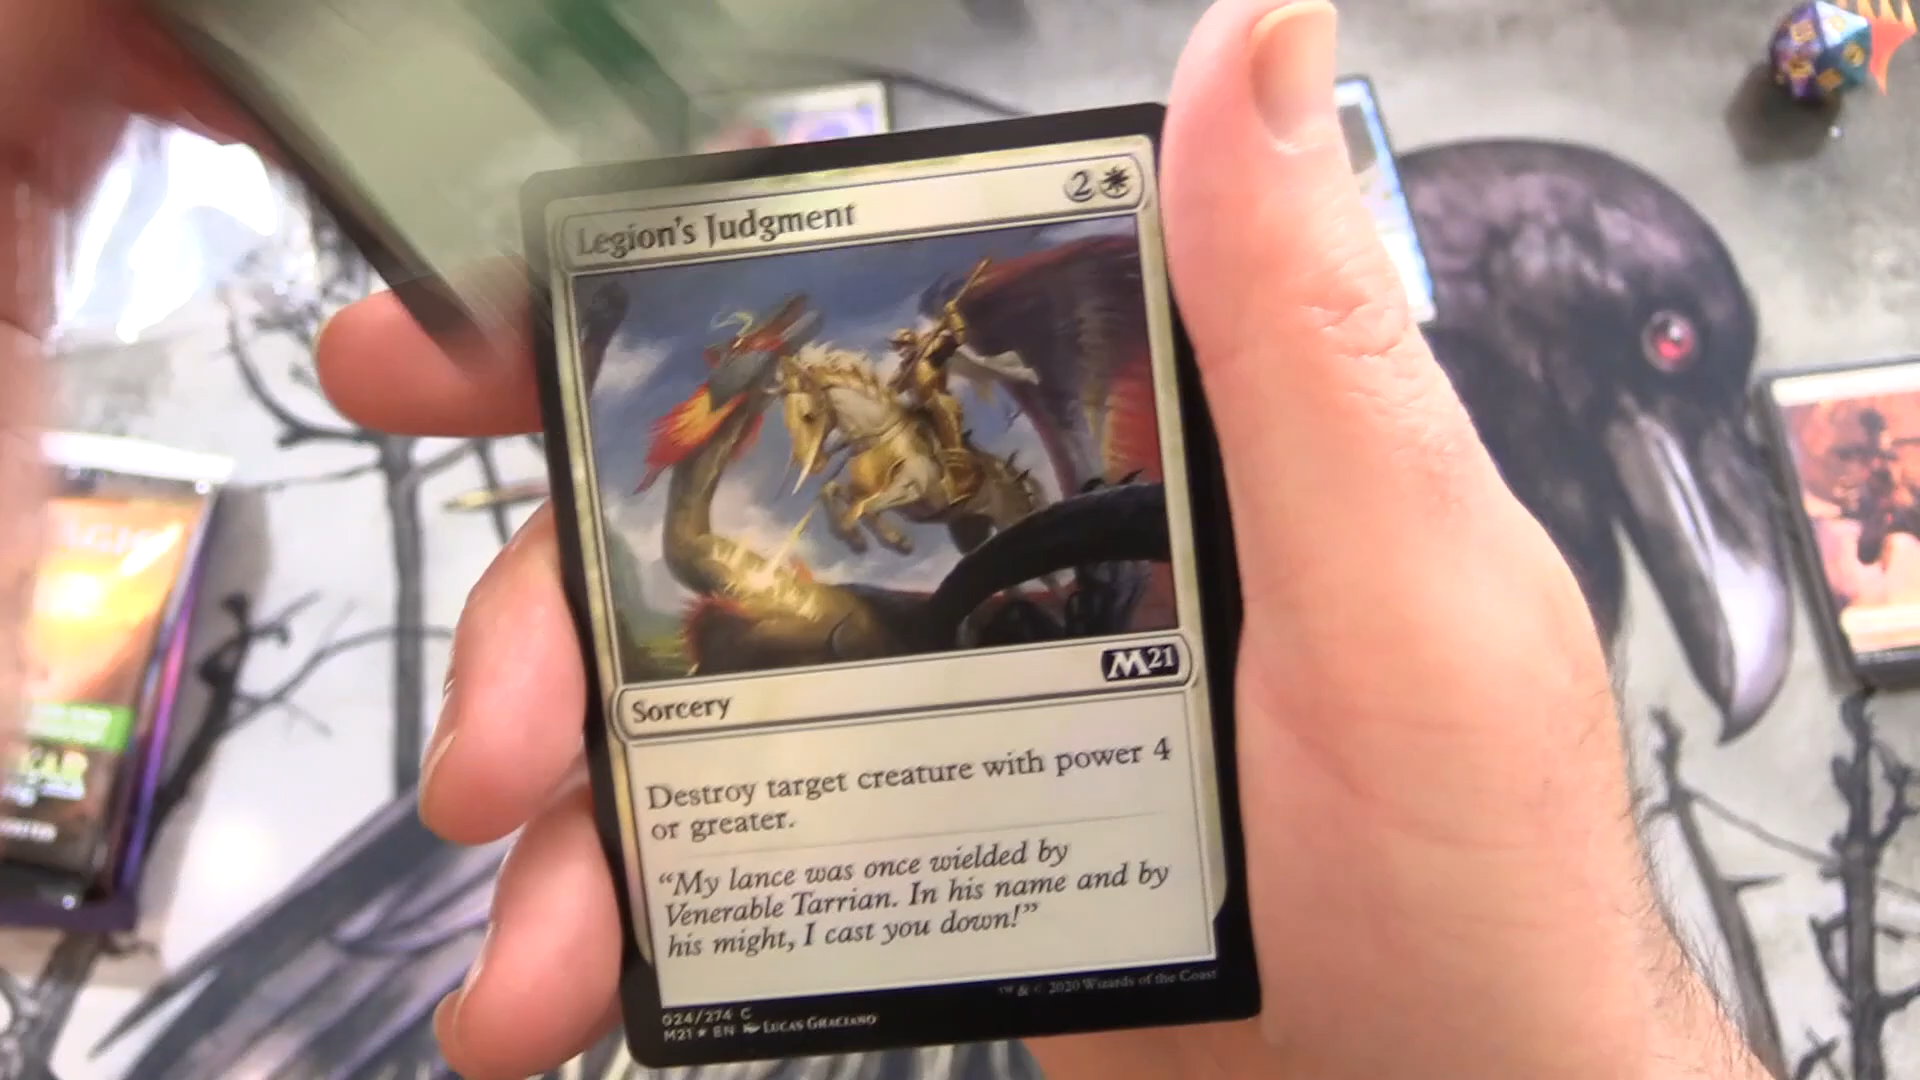 Legion's Judgment
2
M21
Sorcery
Destroy target creature with power 4
or greater.
“My lance was once wielded by
Venerable Tarrian. In his name and by
his might, I cast you down!”
™ & © 2020 Wizards of the Coast
024/274 C
M21 ★ EN Lucas Graciano